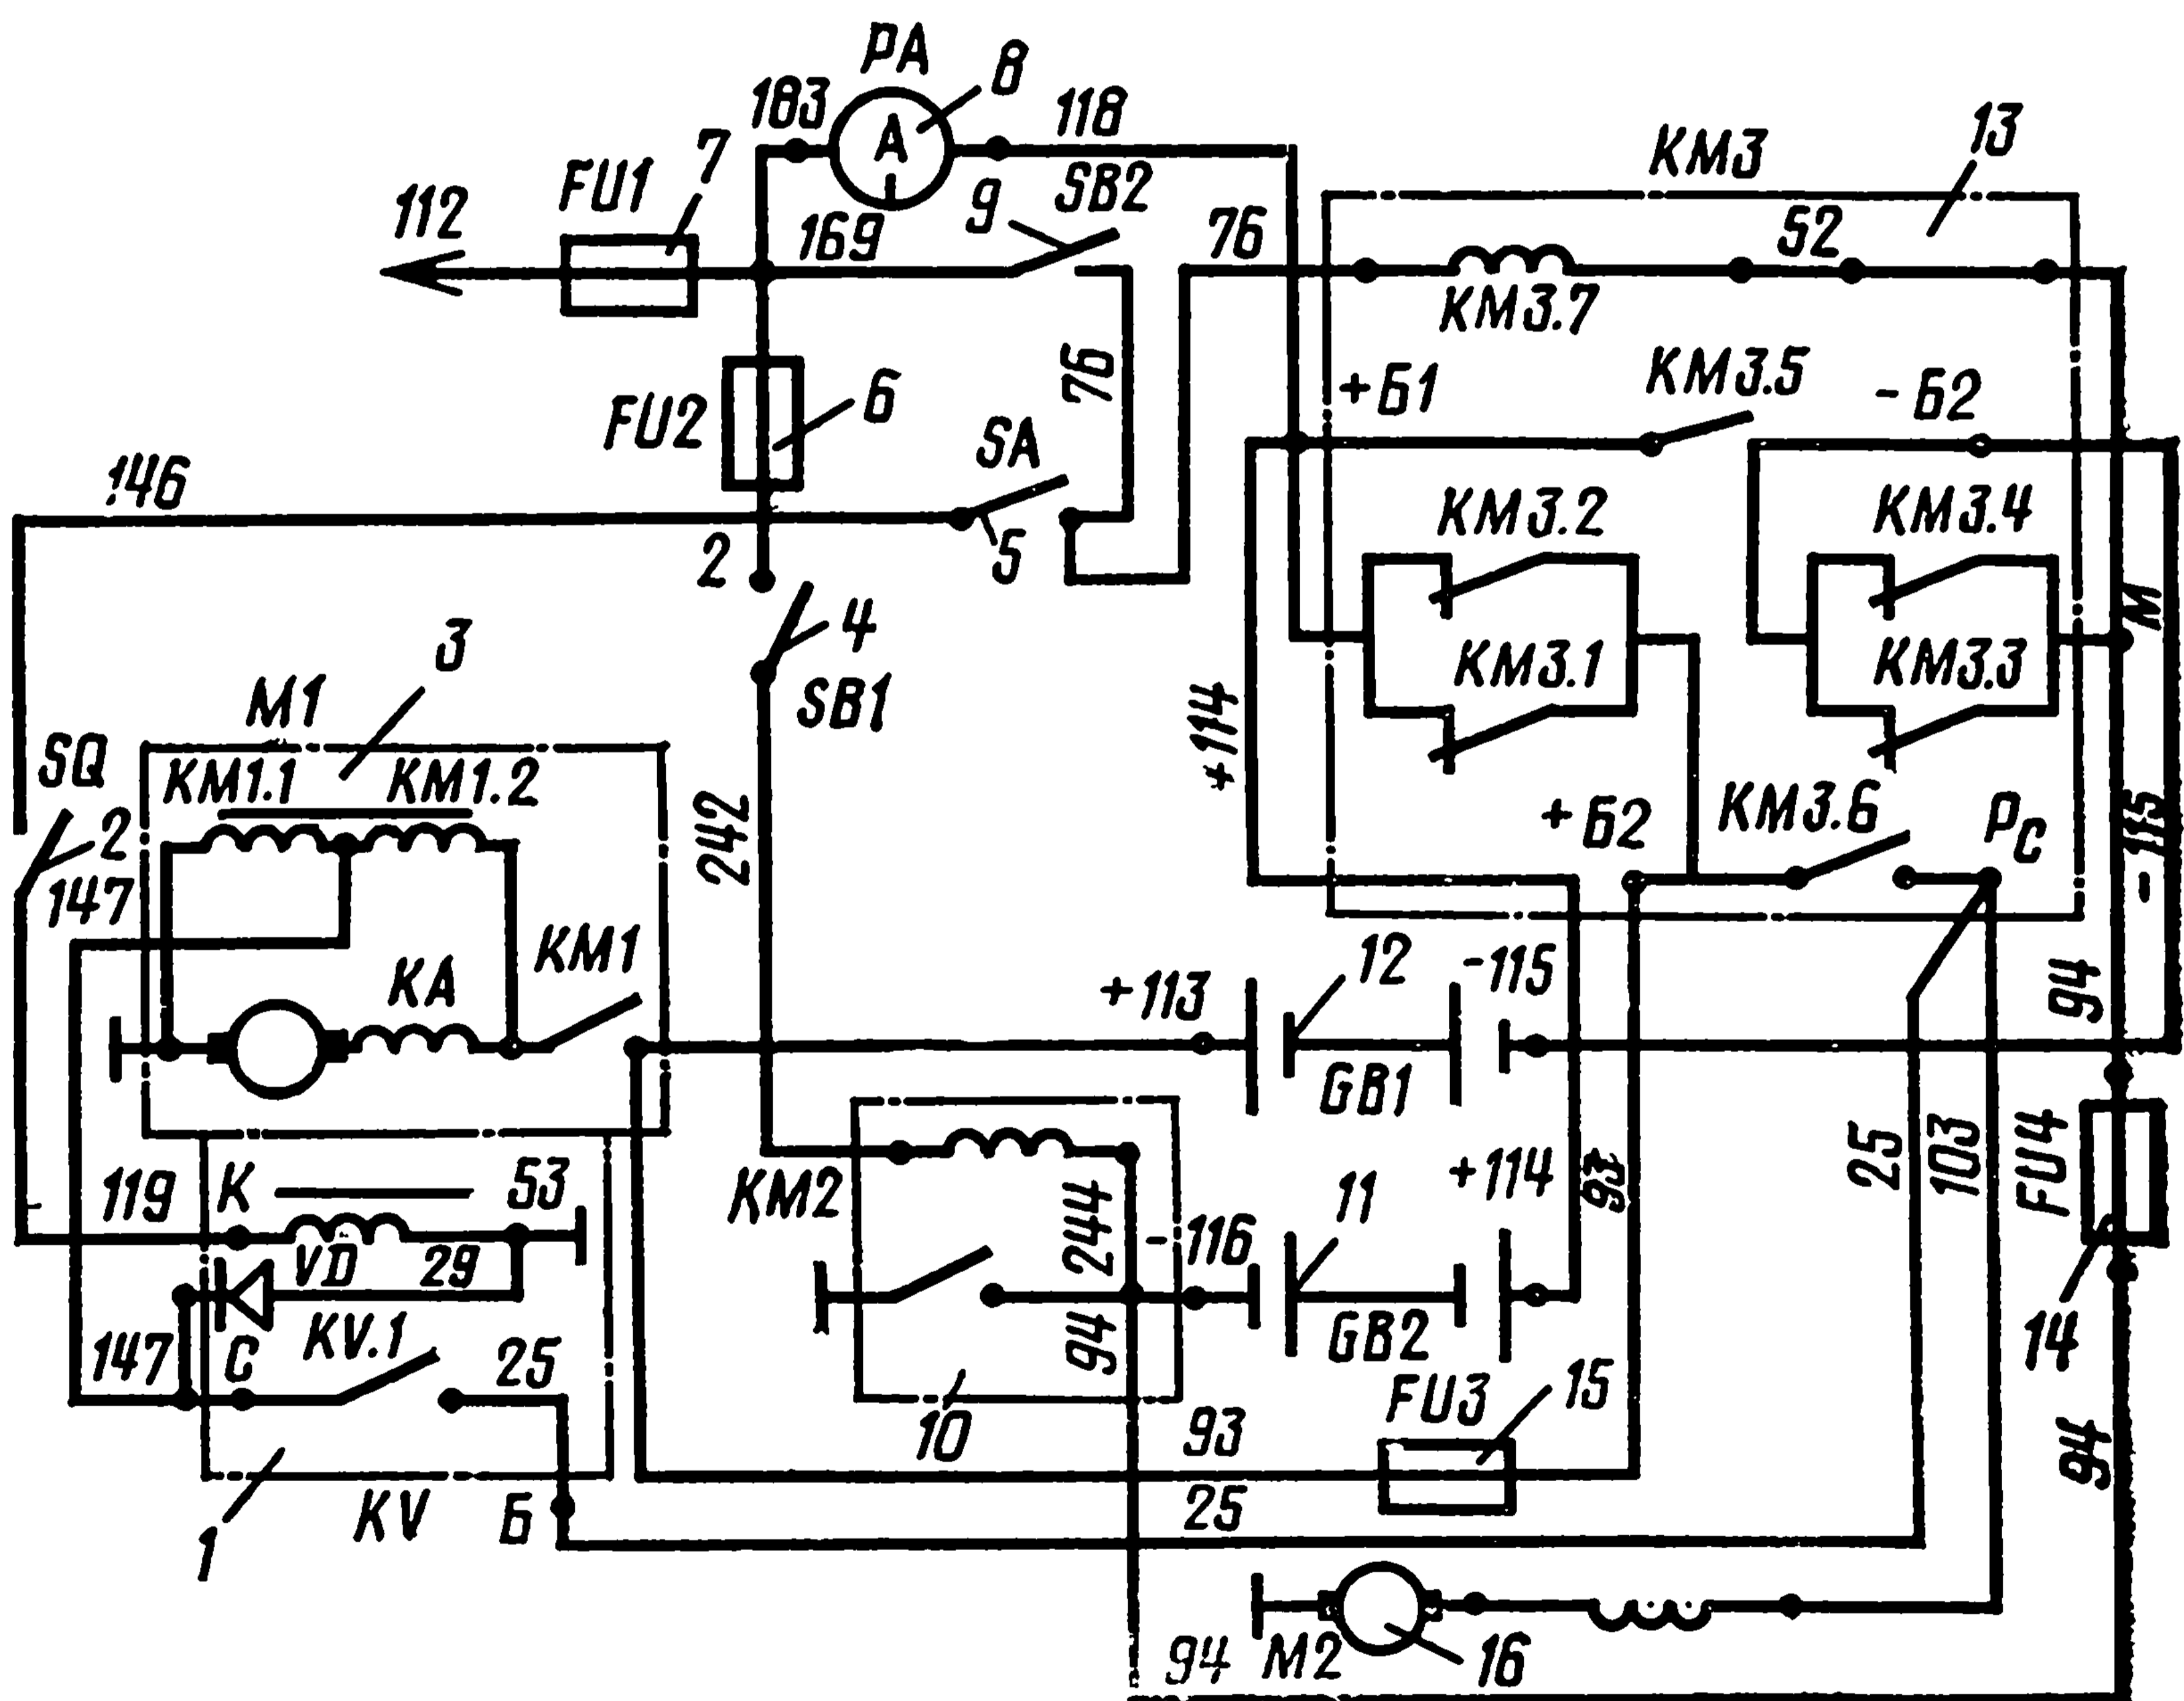 PA
8
183
118
13
7
KM3
FU1
9
SB2
112
169
76
52
KM3.7
76
KM3.5
+Б1
-Б2
6
FU2
SA
146
KM3.2
KM3.4
2
5
M
4
3
KM3.1
KM3.3
SB1
M1
+114
SQ
KM1.1
KM1.2
242
+Б2
KM3.6
PC
-115
2
147
KM1
12
-115
KA
+113
94
GB1
25
103
FU4
119
K
53
KM2
11
+114
93
244
-116
VD
29
KV.1
147
C
25
94
GB2
14
FU3
15
10
93
94
1
KV
Б
25
94
M2
16
A